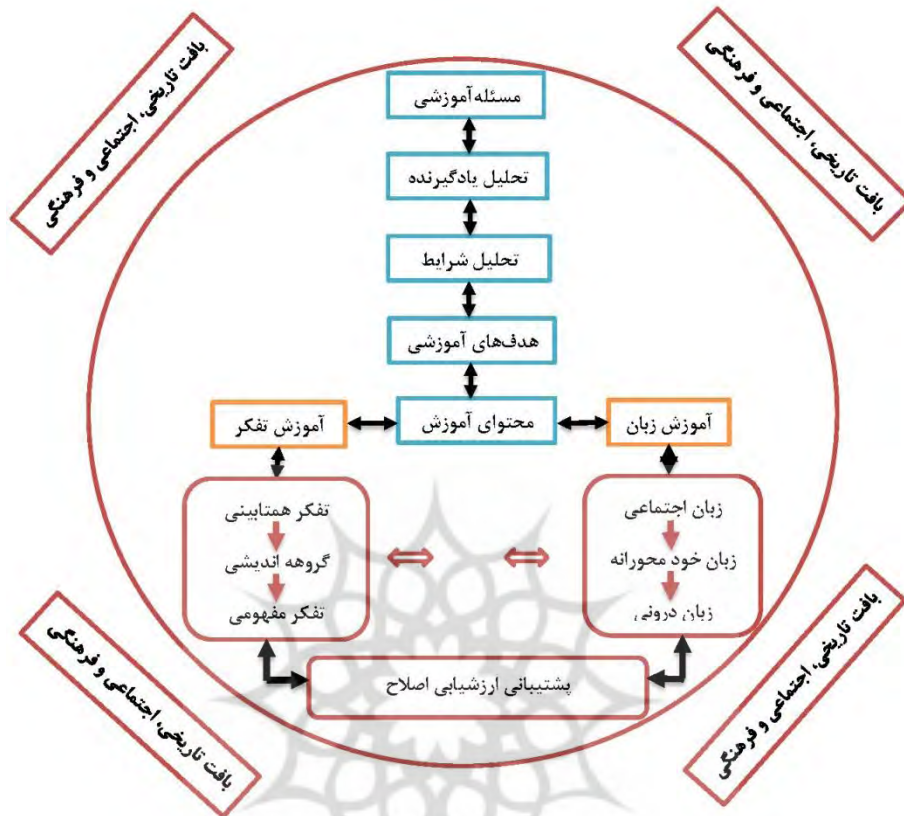 بافت تاریخی، اجتماعی و فرهنگی
بافت تاریخی، اجتماعی و فرهنگی
مسئله آموزشی
تحلیل یادگیرنده
تحلیل شرایط
هدف‌های آموزشی
آموزش زبان
محتوای آموزش
آموزش تفکر
زبان اجتماعی
زبان خود محورانه
زبان درونی
تفکر همتابینی
گروهه اندیشی
تفکر مفهومی
پشتیبانی ارزشیابی اصلاح
بافت تاریخی، اجتماعی و فرهنگی
بافت تاریخی، اجتماعی و فرهنگی